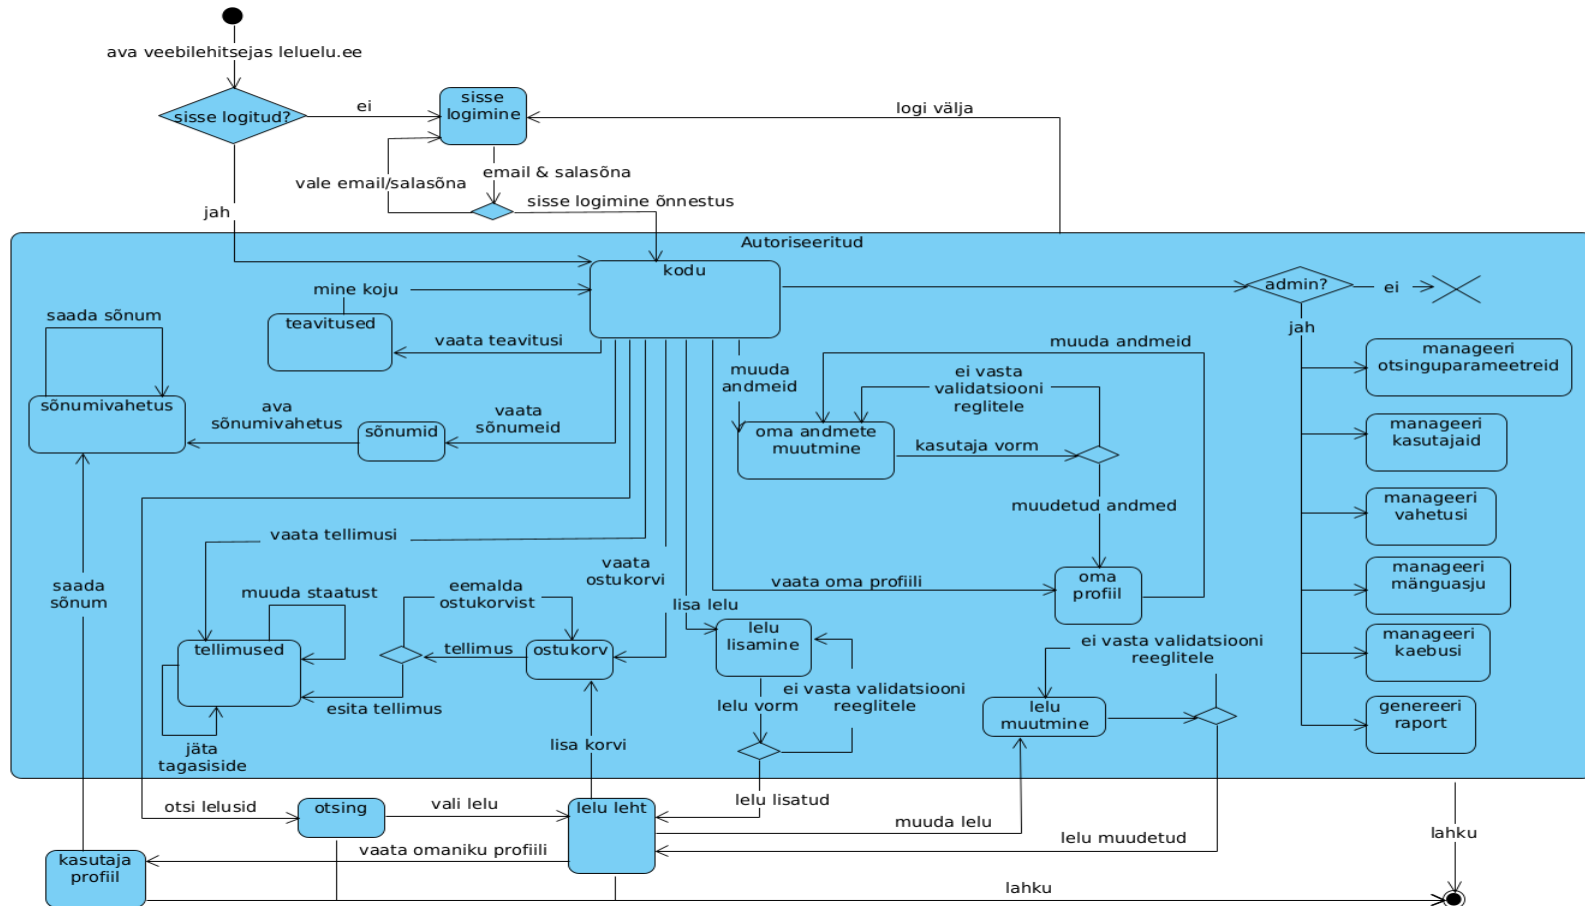 ava veebilehitsejas leluelu.ee
sisse logitud?
ei
sisse
logimine
logi välja
vale email/salasõna
email & salasõna
sisse logimine õnnestus
jah
Autoriseeritud
kodu
mine koju
teavitused
vaata teavitusi
admin?
ei
jah
saada sõnum
sõnumivahetus
ava
sõnumivahetus
sõnumid
vaata
sõnumeid
muuda
andmeid
muuda andmeid
ei vasta
validatsiooni
reglitele
oma andmete
muutmine
kasutaja vorm
muudetud andmed
manageeri
otsinguparameetreid
manageeri
kasutajaid
manageeri
vahetusi
manageeri
mänguasju
manageeri
kaebusi
genereeri
raport
vaata tellimusi
vaata
ostukorvi
vaata oma profiili
oma
profiil
saada
sõnum
muuda staatust
eemalda
ostukorvist
lisa lelu
tellimused
tellimus
ostukorv
lelu
lisamine
ei vasta validatsiooni
reeglitele
esita tellimus
jäta
tagasiside
lisa korvi
lelu vorm
ei vasta validatsiooni
reeglitele
lelu
muutmine
otsi lelusid
otsing
vali lelu
lelu leht
lelu lisatud
muuda lelu
lelu muudetud
lahku
kasutaja
profiil
vaata omaniku profiili
lahku